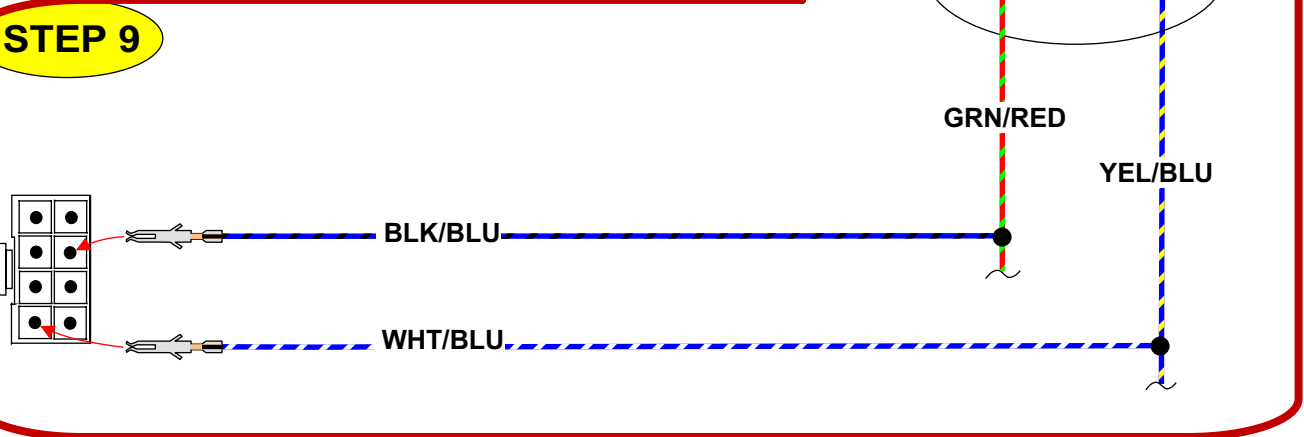 STEP 9
GRN/RED
YEL/BLU
BLK/BLU
WHT/BLU